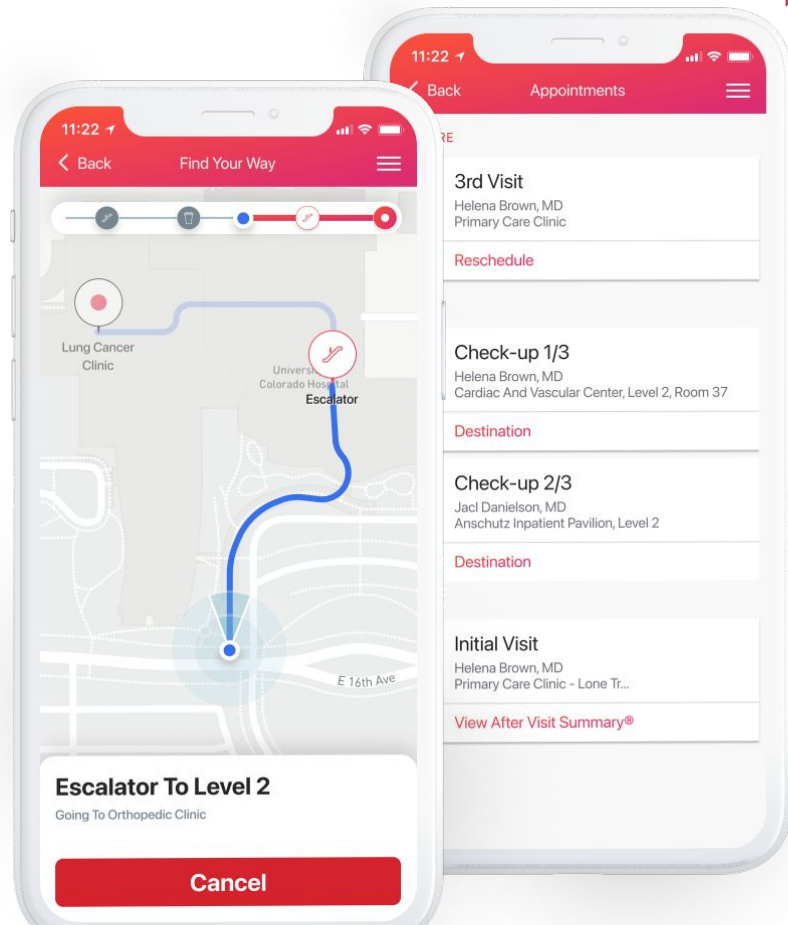 11:22
Back
Find Your Way
Lung Cancer
Clinic
Colorado Hospital
Escalator
E 16th Ave
Escalator To Level 2
Going To Orthopedic Clinic
Cancel
11:22
Back
Appointments
3rd Visit
Helena Brown, MD
Primary Care Clinic
Reschedule
Check-up 1/3
Helena Brown, MD
Cardiac And Vascular Center, Level 2, Room 37
Destination
Check-up 2/3
Jacl Danielson, MD
Anschutz Inpatient Pavilion, Level 2
Destination
Initial Visit
Helena Brown, MD
Primary Care Clinic - Lone Tr...
View After Visit Summary®